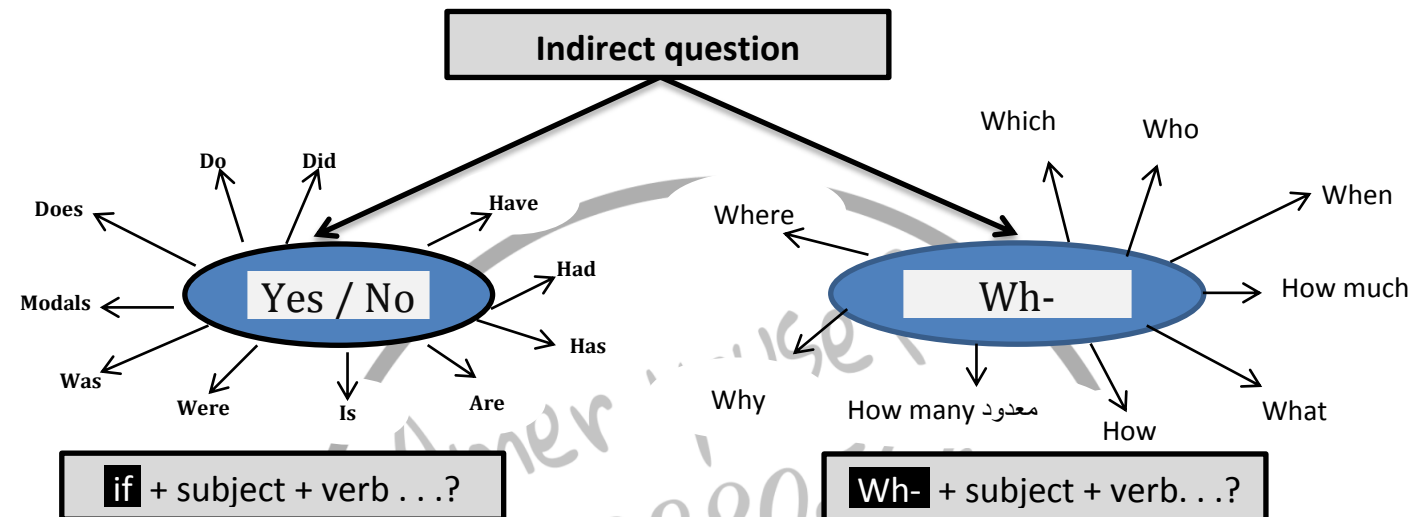 Indirect question
Which
Who
Do
Did
When
Does
Have
Where
Had
Yes / No
Wh-
How much
Modals
Has
Was
Were
Is
Are
Why
How many معدود
How
What
if + subject + verb . . .?
Wh- + subject + verb. . .?